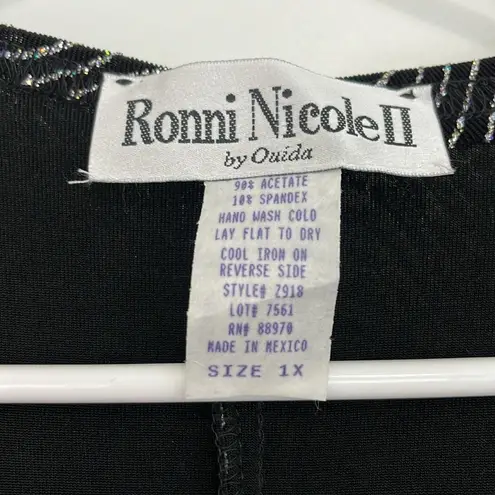 Ronni Nicole II
by Ouida
90% ACETATE
10% SPANDEX
HAND WASH COLD
LAY FLAT TO DRY
COOL IRON ON
REVERSE SIDE
STYLE# 2918
LOT# 7561
RN# 88970
MADE IN MEXICO
SIZE 1X